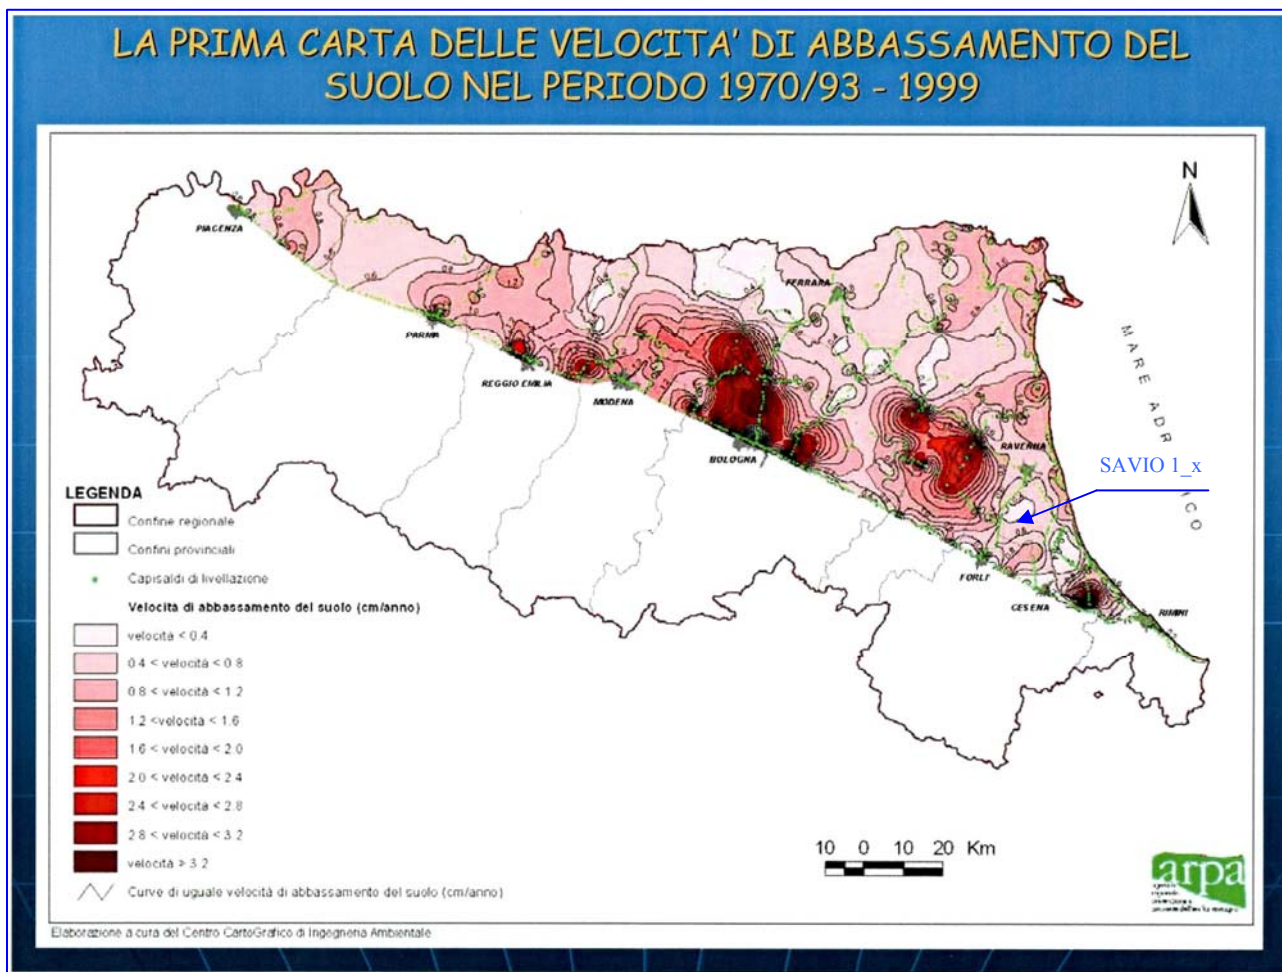 LA PRIMA CARTA DELLE VELOCITA' DI ABBASSAMENTO DEL
SUOLO NEL PERIODO 1970/93 - 1999
N
PIACENZA
PARMA
REGGIO EMILIA
MODENA
BOLOGNA
FERRARA
RAVENNA
FORLI'
CESENA
RIMINI
MARE ADRIATICO
SAVIO 1_x
LEGENDA
Confine regionale
Confini provinciali
Capisaldi di livellazione
Velocità di abbassamento del suolo (cm/anno)
velocità < 0.4
0.4 < velocità < 0.8
0.8 < velocità < 1.2
1.2 <velocità < 1.6
1.6 < velocità < 2.0
2.0 < velocità < 2.4
2.4 < velocità < 2.8
2.8 < velocità < 3.2
velocità > 3.2
Curve di uguale velocità di abbassamento del suolo (cm/anno)
10 0 10 20 Km
arpa
Elaborazione a cura del Centro CartoGrafico di Ingegneria Ambientale